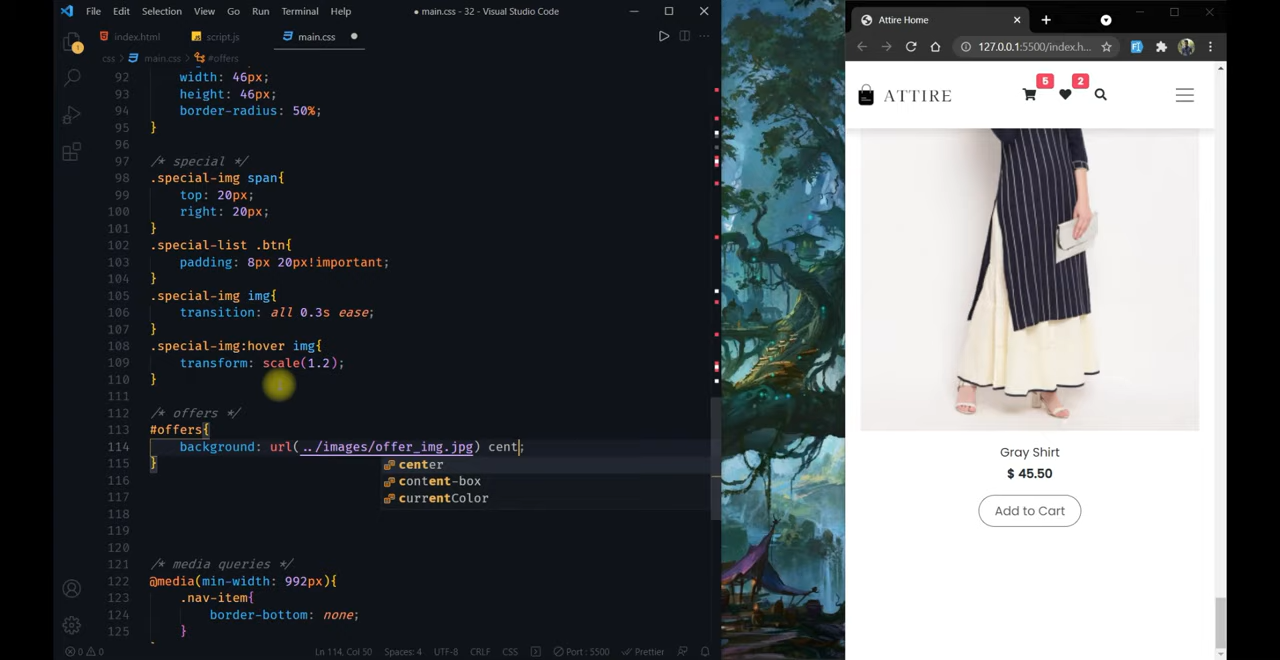 File Edit Selection View Go Run Terminal Help ● main.css - 32 - Visual Studio Code
index.html script.js main.css
css > main.css > #offers
92 width: 46px;
93 height: 46px;
94 border-radius: 50%;
95 }
96
97 /* special */
98 .special-img span{
99 top: 20px;
100 right: 20px;
101 }
102 .special-list .btn{
103 padding: 8px 20px!important;
104 }
105 .special-img img{
106 transition: all 0.3s ease;
107 }
108 .special-img:hover img{
109 transform: scale(1.2);
110 }
111
112 /* offers */
113 #offers{
114 background: url(../images/offer_img.jpg) cent;
115 }
center
content-box
currentColor
116
117
118
119
120
121 /* media queries */
122 @media(min-width: 992px){
123 .nav-item{
124 border-bottom: none;
125 }
0 0 Ln 114, Col 50 Spaces: 4 UTF-8 CRLF CSS Port : 5500 Prettier
Attire Home
127.0.0.1:5500/index.h...
ATTIRE
5
2
Gray Shirt
$ 45.50
Add to Cart